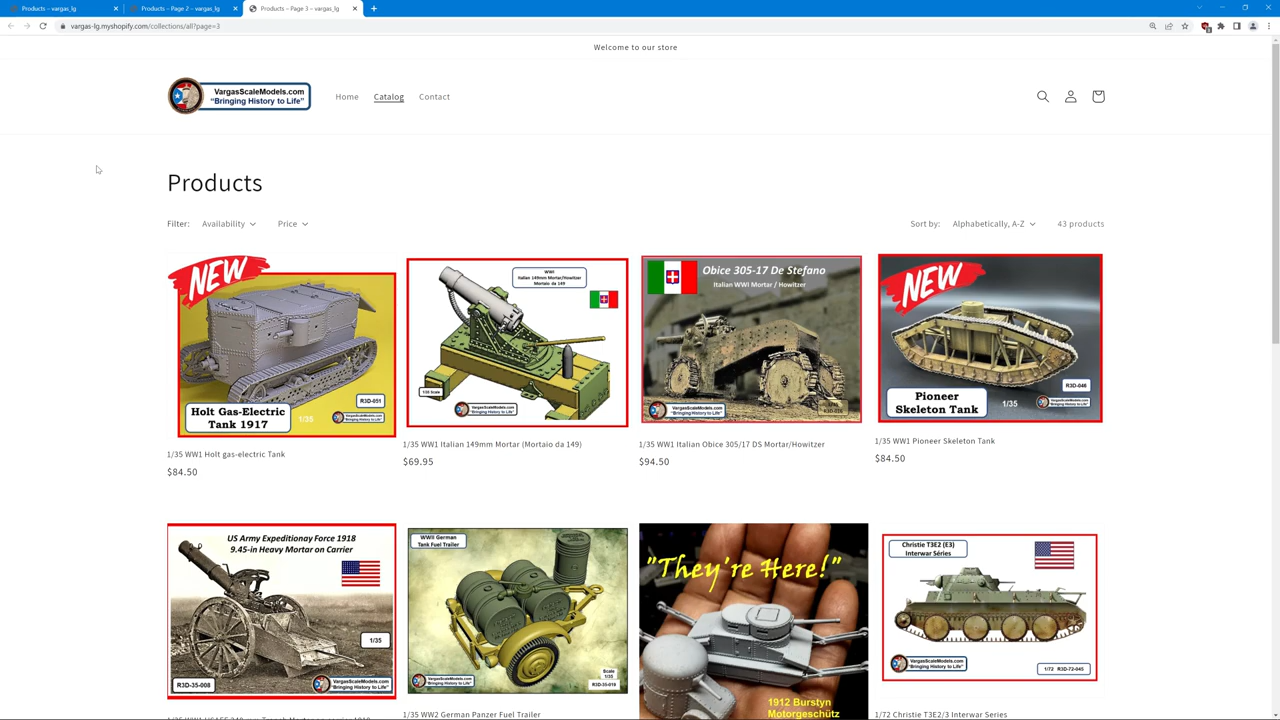 Products – vargas_lg
Products – Page 2 – vargas_lg
Products – Page 3 – vargas_lg
vargas-lg.myshopify.com/collections/all?page=3
Welcome to our store
VargasScaleModels.com
"Bringing History to Life"
Home
Catalog
Contact
Products
Filter:
Availability
Price
Sort by:
Alphabetically, A-Z
43 products
NEW
R3D-051
Holt Gas-Electric
Tank 1917
1/35
VargasScaleModels.com
"Bringing History to Life"
1/35 WW1 Holt gas-electric Tank
$84.50
WWI
Italian 149mm Mortar/Howitzer
Mortaio da 149
1/35 Scale
VargasScaleModels.com
"Bringing History to Life"
1/35 WW1 Italian 149mm Mortar (Mortaio da 149)
$69.95
Obice 305-17 De Stefano
Italian WWI Mortar / Howitzer
VargasScaleModels.com
"Bringing History to Life"
1/35 WW1 Italian Obice 305/17 DS Mortar/Howitzer
$94.50
NEW
R3D-046
Pioneer
Skeleton Tank
1/35
VargasScaleModels.com
"Bringing History to Life"
1/35 WW1 Pioneer Skeleton Tank
$84.50
US Army Expeditionay Force 1918
9.45-in Heavy Mortar on Carrier
1/35
R3D-35-008
VargasScaleModels.com
"Bringing History to Life"
WWII German
Tank Fuel Trailer
VargasScaleModels.com
"Bringing History to Life"
Scale
1/35
R3D-35-019
1/35 WW2 German Panzer Fuel Trailer
"They're Here!"
1912 Burstyn
Motorgeschütz
Christie T3E2 (E3)
Interwar Séries
VargasScaleModels.com
"Bringing History to Life"
1/72 R3D-72-045
1/72 Christie T3E2/3 Interwar Series